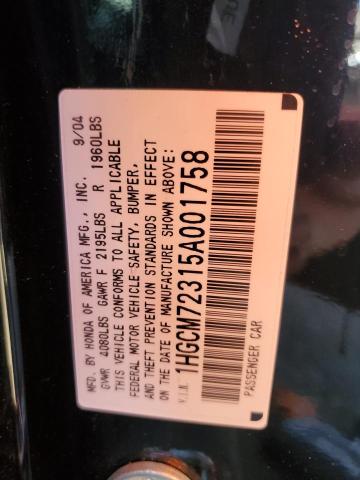 MFD. BY HONDA OF AMERICA MFG., INC. 9/04
GVWR 4080LBS GAWR F 2195LBS R 1960LBS
THIS VEHICLE CONFORMS TO ALL APPLICABLE
FEDERAL MOTOR VEHICLE SAFETY, BUMPER,
AND THEFT PREVENTION STANDARDS IN EFFECT
ON THE DATE OF MANUFACTURE SHOWN ABOVE:
V.I.N. 1HGCM72315A001758
PASSENGER CAR